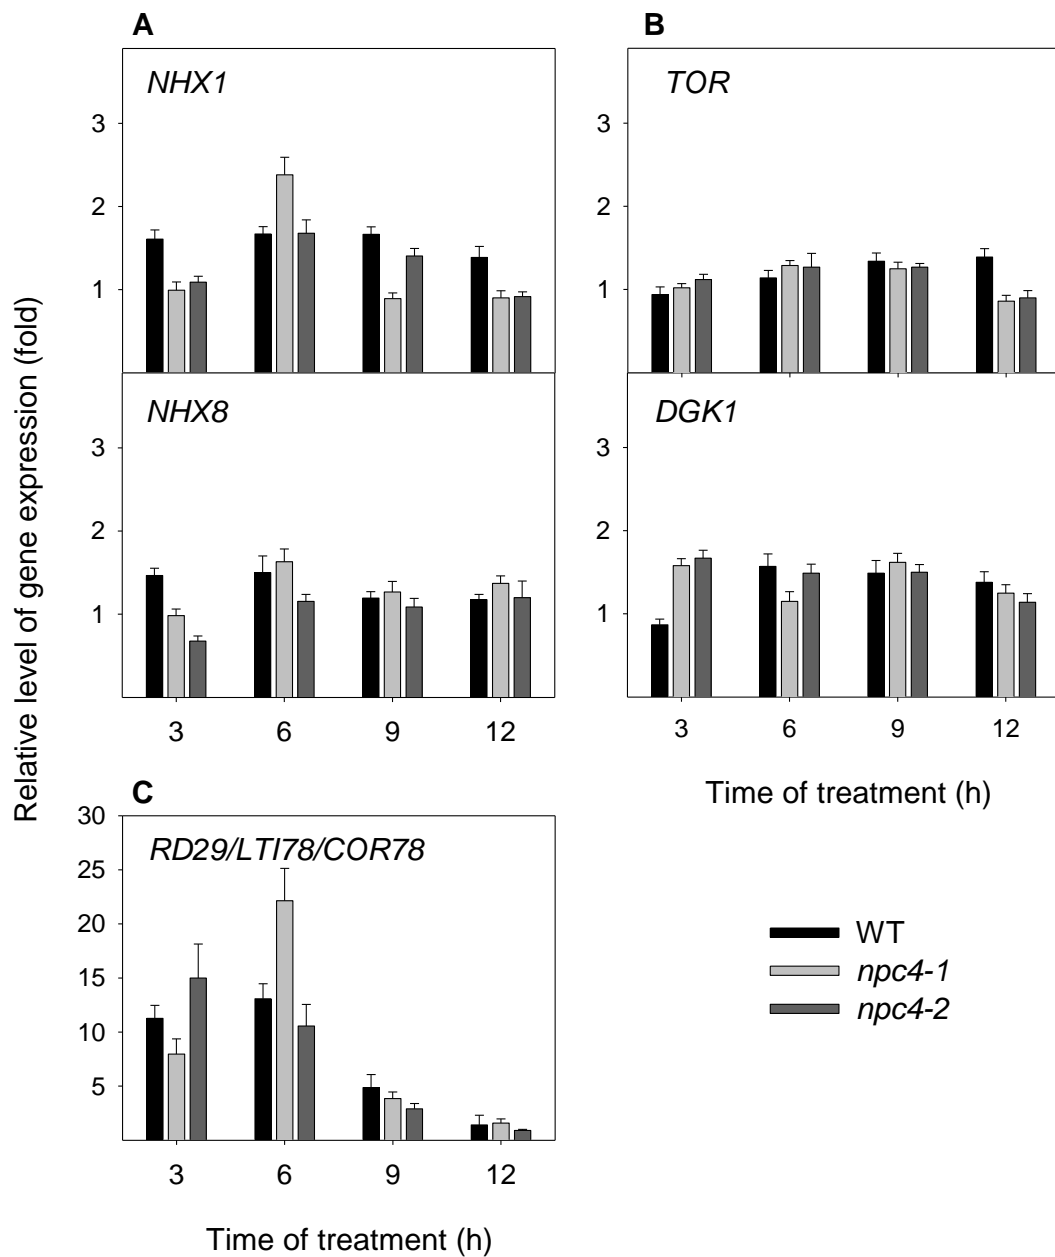 A
B
Relative level of gene expression (fold)
NHX1
3
2
1
TOR
3
2
1
NHX8
3
2
1
3 6 9 12
DGK1
3
2
1
3 6 9 12
Time of treatment (h)
C
RD29/LTI78/COR78
30
25
20
15
10
5
3 6 9 12
Time of treatment (h)
WT
npc4-1
npc4-2